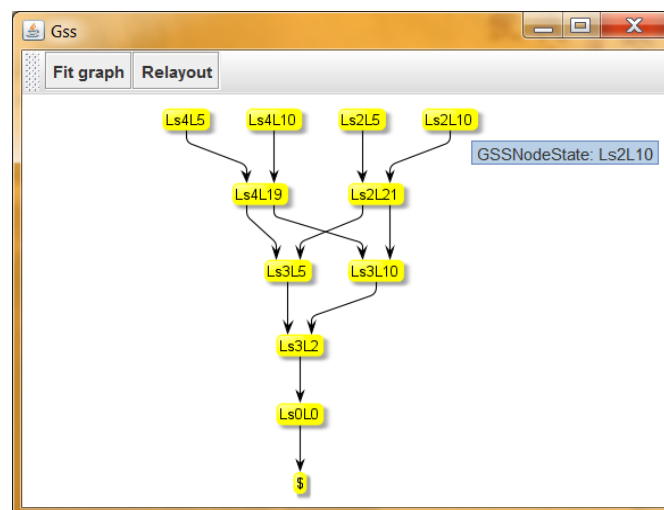 Gss
Fit graph Relayout
Ls4L5 Ls4L10 Ls2L5 Ls2L10
GSSNodeState: Ls2L10
Ls4L19 Ls2L21
Ls3L5 Ls3L10
Ls3L2
Ls0L0
$